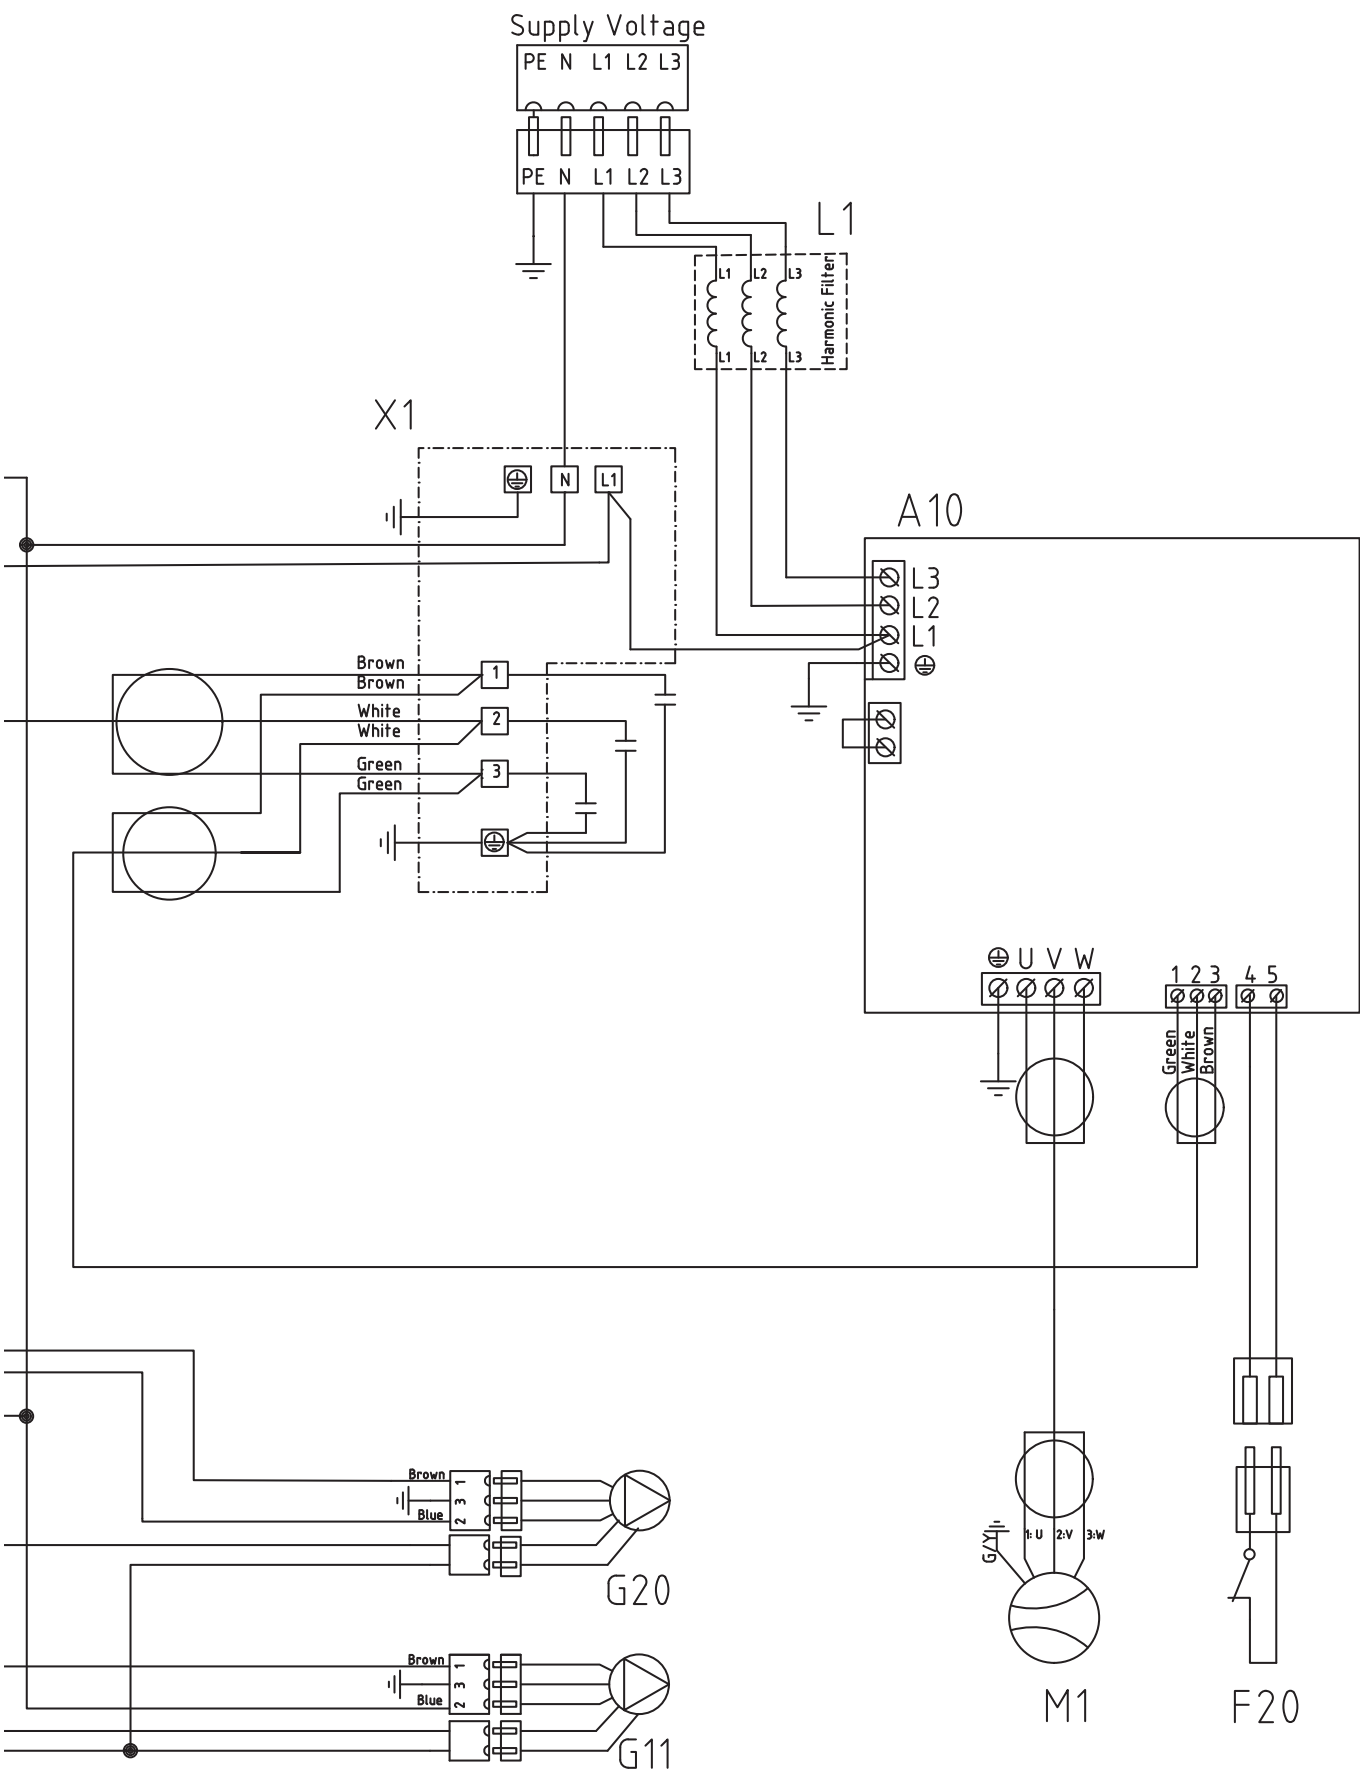 Supply Voltage
PE N L1 L2 L3
PE N L1 L2 L3
L1
L1 L2 L3
Harmonic Filter
L1 L2 L3
X1
N L1
A10
L3
L2
L1
Brown
Brown
1
White
White
2
Green
Green
3
U V W
1 2 3 4 5
Green
White
Brown
Brown
1
3
Blue
2
G20
G/Y
1: U 2:V 3:W
Brown
1
3
Blue
2
G11
M1
F20